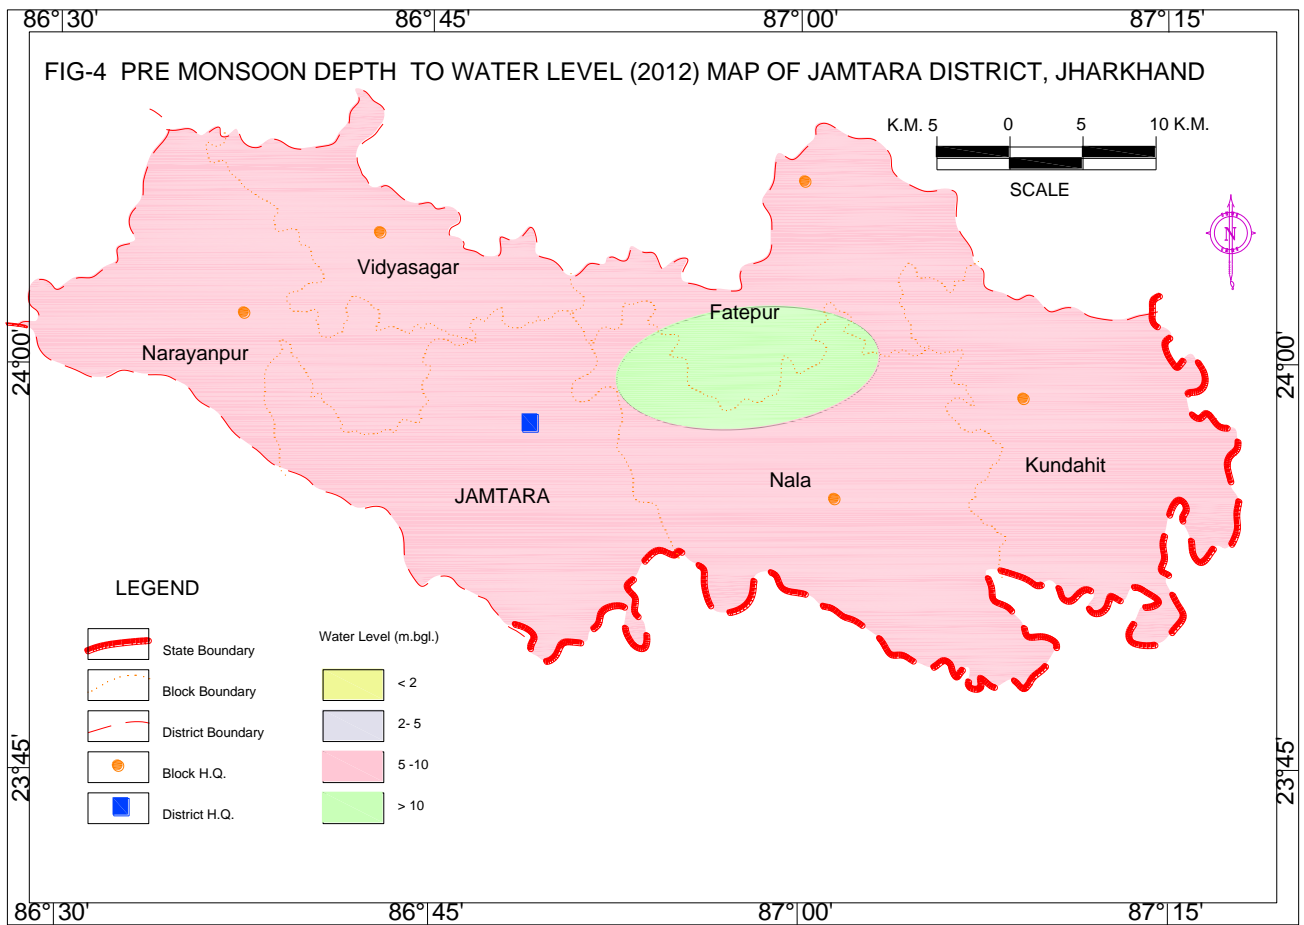 86°30' 86°45' 87°00' 87°15'
FIG-4 PRE MONSOON DEPTH TO WATER LEVEL (2012) MAP OF JAMTARA DISTRICT, JHARKHAND
K.M. 5 0 5 10 K.M.
SCALE
N
Vidyasagar
Fatepur
Narayanpur
24°00' 24°00'
Kundahit
Nala
JAMTARA
LEGEND
Water Level (m.bgl.)
State Boundary
< 2
Block Boundary
2- 5
District Boundary
5 -10
Block H.Q.
> 10
District H.Q.
23°45' 23°45'
86°30' 86°45' 87°00' 87°15'